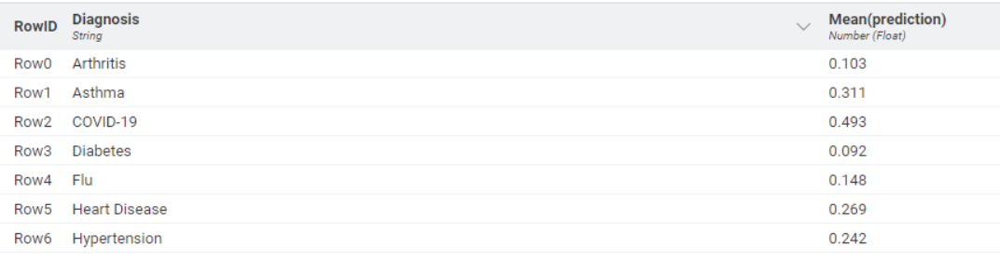 RowID Diagnosis Mean(prediction)
String Number (Float)
Row0 Arthritis 0.103
Row1 Asthma 0.311
Row2 COVID-19 0.493
Row3 Diabetes 0.092
Row4 Flu 0.148
Row5 Heart Disease 0.269
Row6 Hypertension 0.242